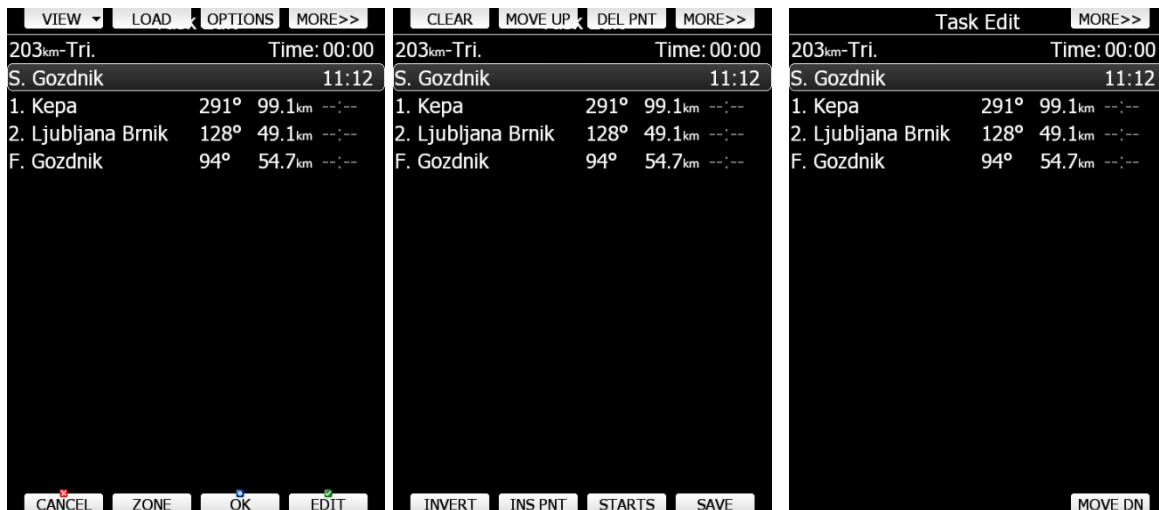 VIEW LOAD OPTIONS MORE>>
203km-Tri. Time: 00:00
S. Gozdnik 11:12
1. Kepa 291° 99.1km --:--
2. Ljubljana Brnik 128° 49.1km --:--
F. Gozdnik 94° 54.7km --:--
CANCEL ZONE OK EDIT
CLEAR MOVE UP DEL PNT MORE>>
203km-Tri. Time: 00:00
S. Gozdnik 11:12
1. Kepa 291° 99.1km --:--
2. Ljubljana Brnik 128° 49.1km --:--
F. Gozdnik 94° 54.7km --:--
INVERT INS PNT STARTS SAVE
Task Edit MORE>>
203km-Tri. Time: 00:00
S. Gozdnik 11:12
1. Kepa 291° 99.1km --:--
2. Ljubljana Brnik 128° 49.1km --:--
F. Gozdnik 94° 54.7km --:--
MOVE DN